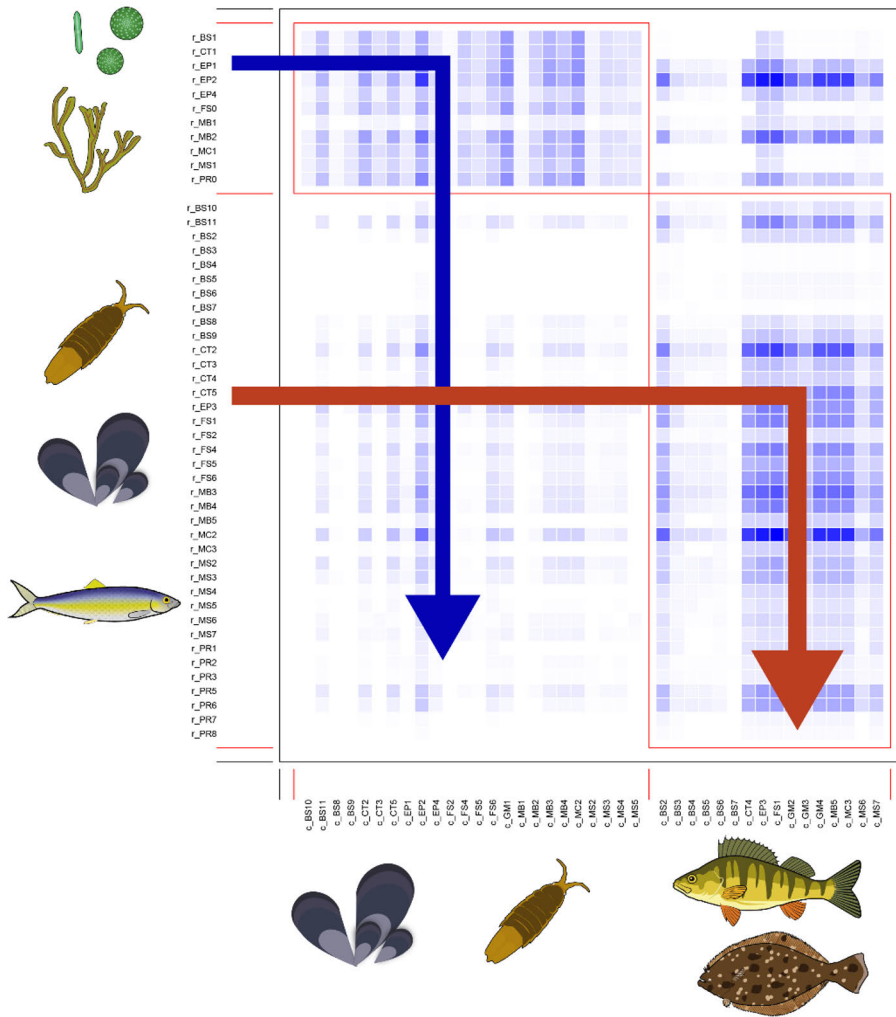 r_BS1
r_CT1
r_EP1
r_EP2
r_EP4
r_FS0
r_MB1
r_MB2
r_MC1
r_MS1
r_PR0
r_BS10
r_BS11
r_BS2
r_BS3
r_BS4
r_BS5
r_BS6
r_BS7
r_BS8
r_BS9
r_CT2
r_CT3
r_CT4
r_CT5
r_EP3
r_FS1
r_FS2
r_FS4
r_FS5
r_FS6
r_MB3
r_MB4
r_MB5
r_MC2
r_MC3
r_MS2
r_MS3
r_MS4
r_MS5
r_MS6
r_MS7
r_PR1
r_PR2
r_PR3
r_PR5
r_PR6
r_PR7
r_PR8
c_BS10
c_BS11
c_BS8
c_BS9
c_CT2
c_CT3
c_CT5
c_EP1
c_EP2
c_EP4
c_FS2
c_FS4
c_FS5
c_FS6
c_GM1
c_MB1
c_MB2
c_MB3
c_MB4
c_MC2
c_MS2
c_MS3
c_MS4
c_MS5
c_BS2
c_BS3
c_BS4
c_BS5
c_BS6
c_BS7
c_CT4
c_EP3
c_FS1
c_GM2
c_GM3
c_GM4
c_MB5
c_MC3
c_MS6
c_MS7